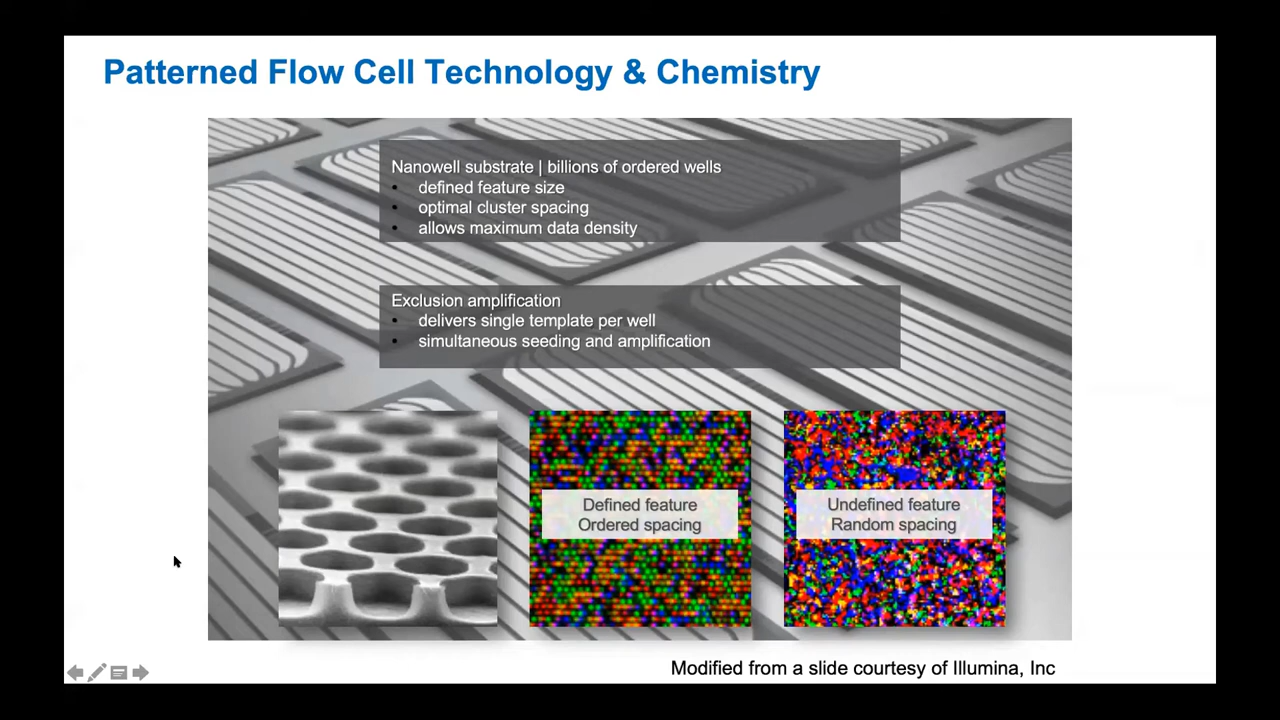 Patterned Flow Cell Technology & Chemistry
Nanowell substrate | billions of ordered wells
• defined feature size
• optimal cluster spacing
• allows maximum data density
Exclusion amplification
• delivers single template per well
• simultaneous seeding and amplification
Defined feature
Ordered spacing
Undefined feature
Random spacing
Modified from a slide courtesy of Illumina, Inc